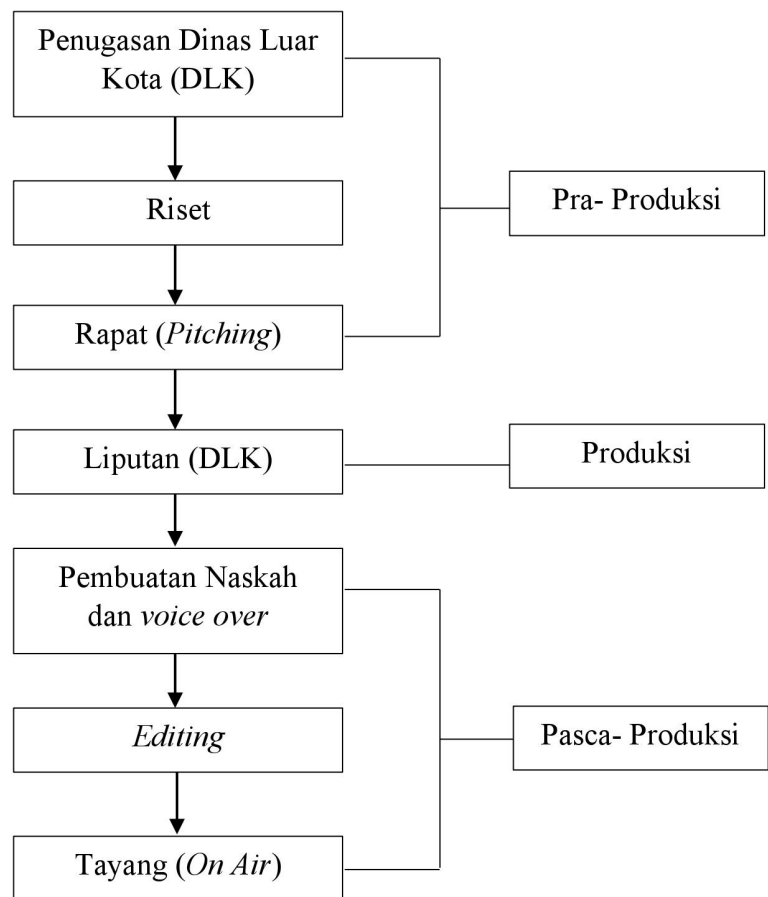 Penugasan Dinas Luar
Kota (DLK)
Riset
Pra- Produksi
Rapat (Pitching)
Liputan (DLK)
Produksi
Pembuatan Naskah
dan voice over
Editing
Pasca- Produksi
Tayang (On Air)